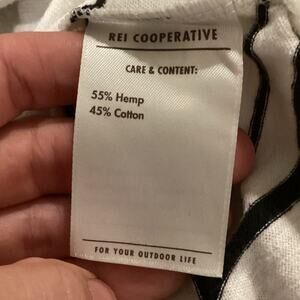 REI COOPERATIVE
CARE & CONTENT:
55% Hemp
45% Cotton
FOR YOUR OUTDOOR LIFE